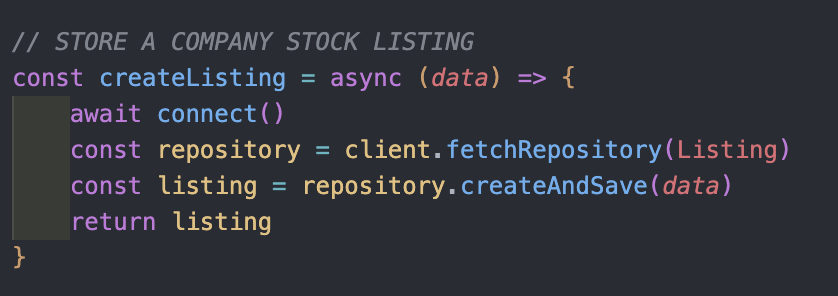 // STORE A COMPANY STOCK LISTING
const createListing = async (data) => {
    await connect()
    const repository = client.fetchRepository(Listing)
    const listing = repository.createAndSave(data)
    return listing
}